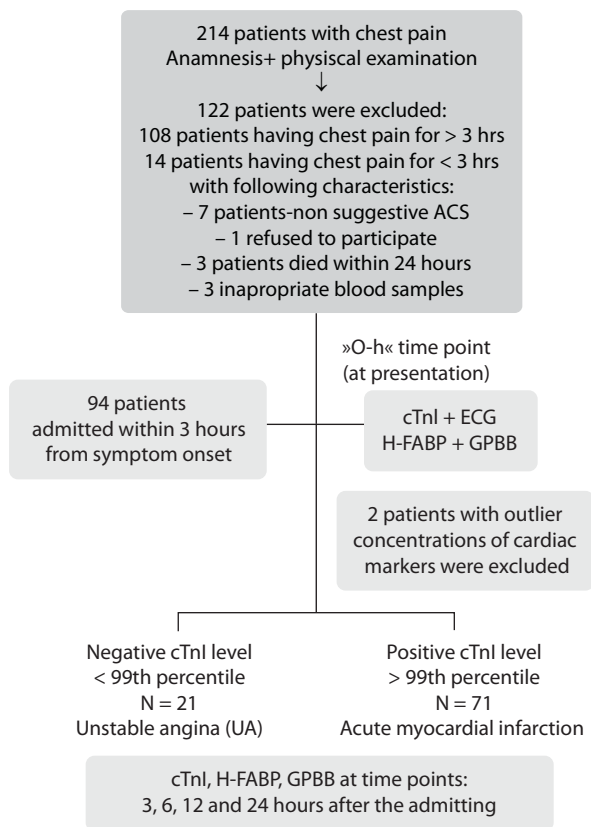 214 patients with chest pain
Anamnesis+ physiscal examination
↓
122 patients were excluded:
108 patients having chest pain for > 3 hrs
14 patients having chest pain for < 3 hrs
with following characteristics:
– 7 patients-non suggestive ACS
– 1 refused to participate
– 3 patients died within 24 hours
– 3 inapropriate blood samples
»O-h« time point
(at presentation)
94 patients
admitted within 3 hours
from symptom onset
cTnI + ECG
H-FABP + GPBB
2 patients with outlier
concentrations of cardiac
markers were excluded
Negative cTnI level
< 99th percentile
N = 21
Unstable angina (UA)
Positive cTnI level
> 99th percentile
N = 71
Acute myocardial infarction
cTnI, H-FABP, GPBB at time points:
3, 6, 12 and 24 hours after the admitting